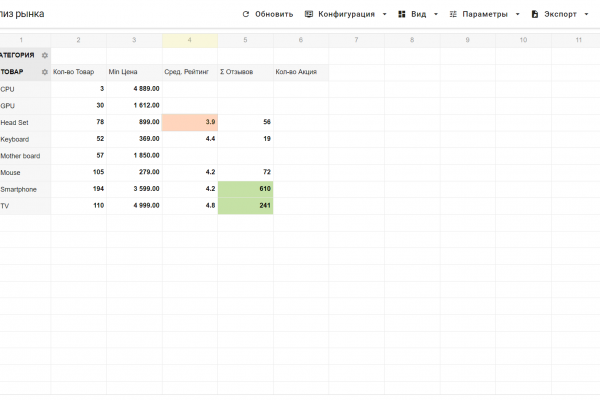 лиз рынка Обновить Конфигурация Вид Параметры Экспорт
1 2 3 4 5 6 7 8 9 10 11
АТЕГОРИЯ
ТОВАР Кол-во Товар Min Цена Сред. Рейтинг Σ Отзывов Кол-во Акция
CPU 3 4 889.00
GPU 30 1 612.00
Head Set 78 899.00 3.9 56
Keyboard 52 369.00 4.4 19
Mother board 57 1 850.00
Mouse 105 279.00 4.2 72
Smartphone 194 3 599.00 4.2 610
TV 110 4 999.00 4.8 241